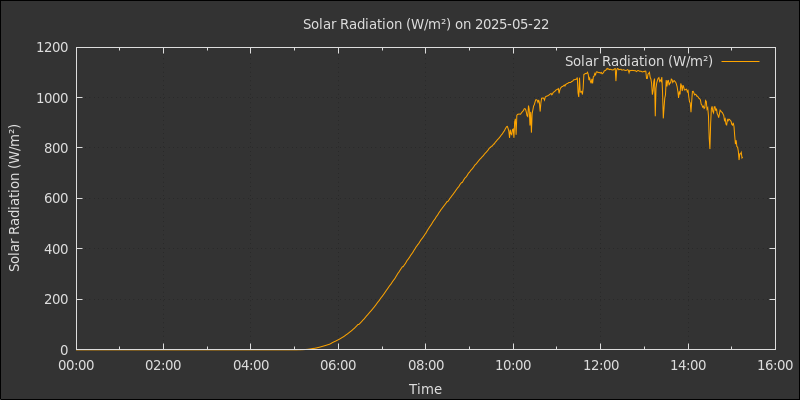 Solar Radiation (W/m²) on 2025-05-22
Solar Radiation (W/m²)
Solar Radiation (W/m²)
1200
1000
800
600
400
200
0
00:00 02:00 04:00 06:00 08:00 10:00 12:00 14:00 16:00
Time